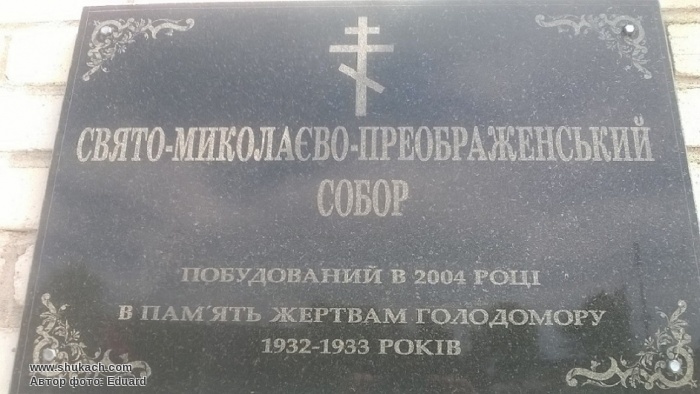 СВЯТО-МИКОЛАЄВО-ПРЕОБРАЖЕНСЬКИЙ
СОБОР
ПОБУДОВАНИЙ В 2004 РОЦІ
В ПАМ'ЯТЬ ЖЕРТВАМ ГОЛОДОМОРУ
1932-1933 РОКІВ
www.shukach.com
Автор фото: Eduard